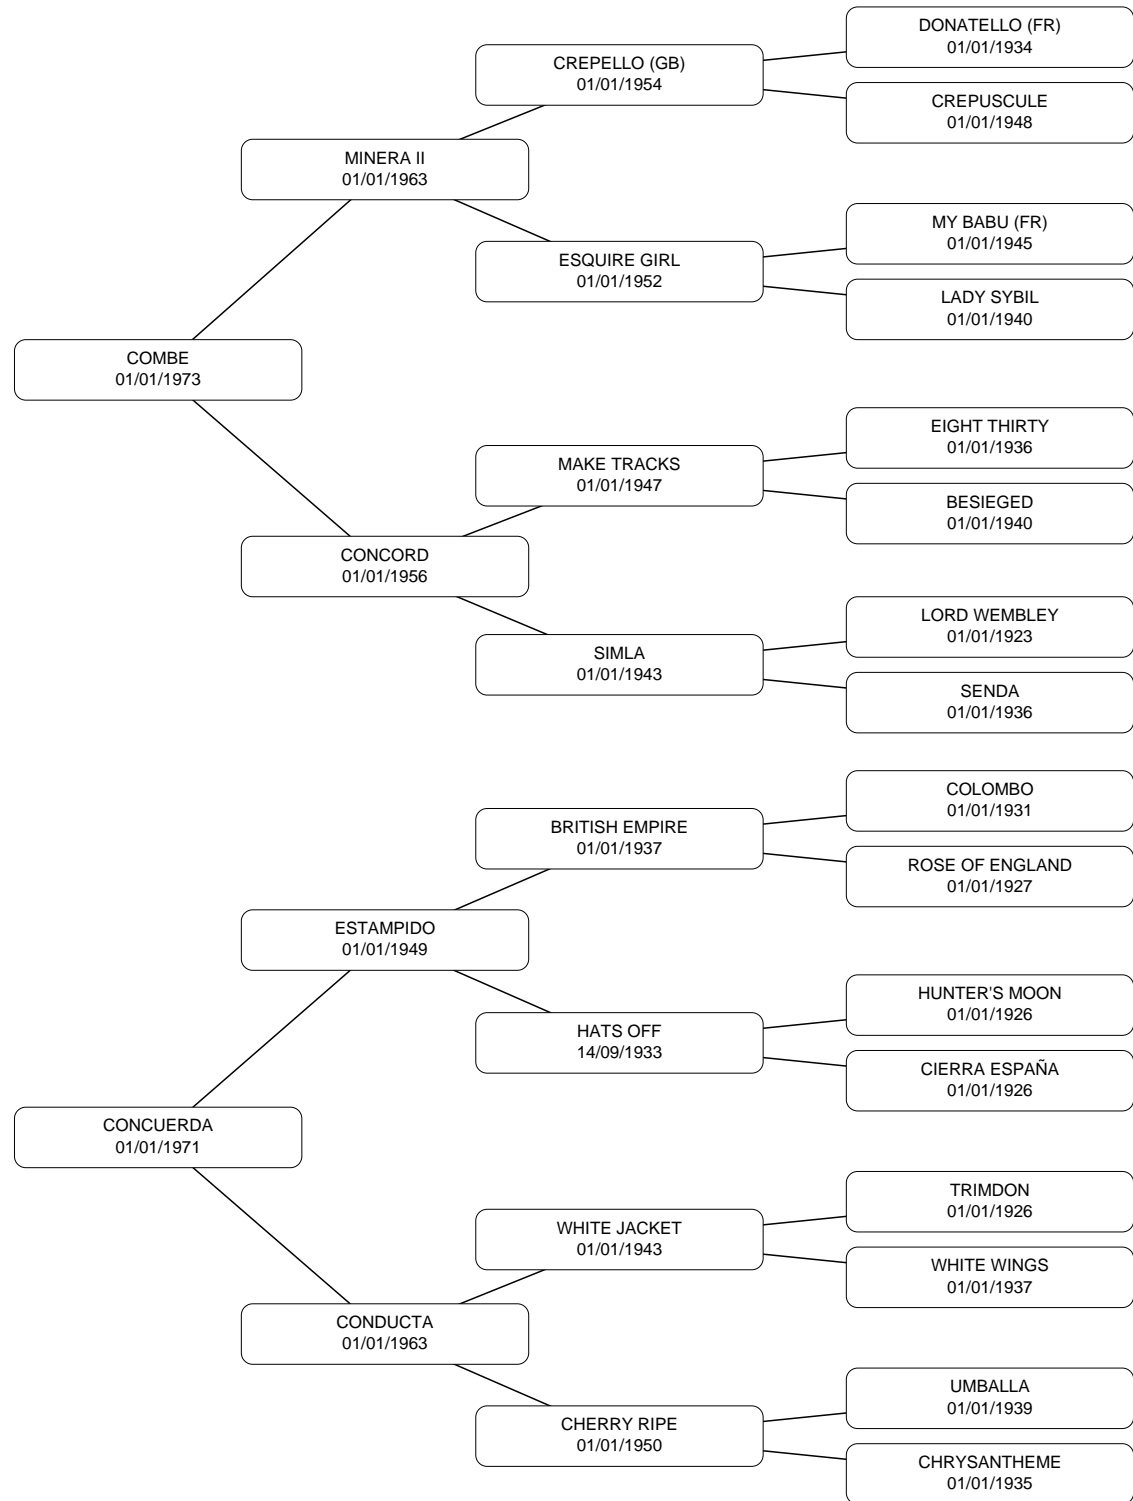 DONATELLO (FR)
01/01/1934
CREPELLO (GB)
01/01/1954
CREPUSCULE
01/01/1948
MINERA II
01/01/1963
MY BABU (FR)
01/01/1945
ESQUIRE GIRL
01/01/1952
LADY SYBIL
01/01/1940
COMBE
01/01/1973
EIGHT THIRTY
01/01/1936
MAKE TRACKS
01/01/1947
BESIEGED
01/01/1940
CONCORD
01/01/1956
LORD WEMBLEY
01/01/1923
SIMLA
01/01/1943
SENDA
01/01/1936
COLOMBO
01/01/1931
BRITISH EMPIRE
01/01/1937
ROSE OF ENGLAND
01/01/1927
ESTAMPIDO
01/01/1949
HUNTER'S MOON
01/01/1926
HATS OFF
14/09/1933
CIERRA ESPAÑA
01/01/1926
CONCUERDA
01/01/1971
TRIMDON
01/01/1926
WHITE JACKET
01/01/1943
WHITE WINGS
01/01/1937
CONDUCTA
01/01/1963
UMBALLA
01/01/1939
CHERRY RIPE
01/01/1950
CHRYSANTHEME
01/01/1935